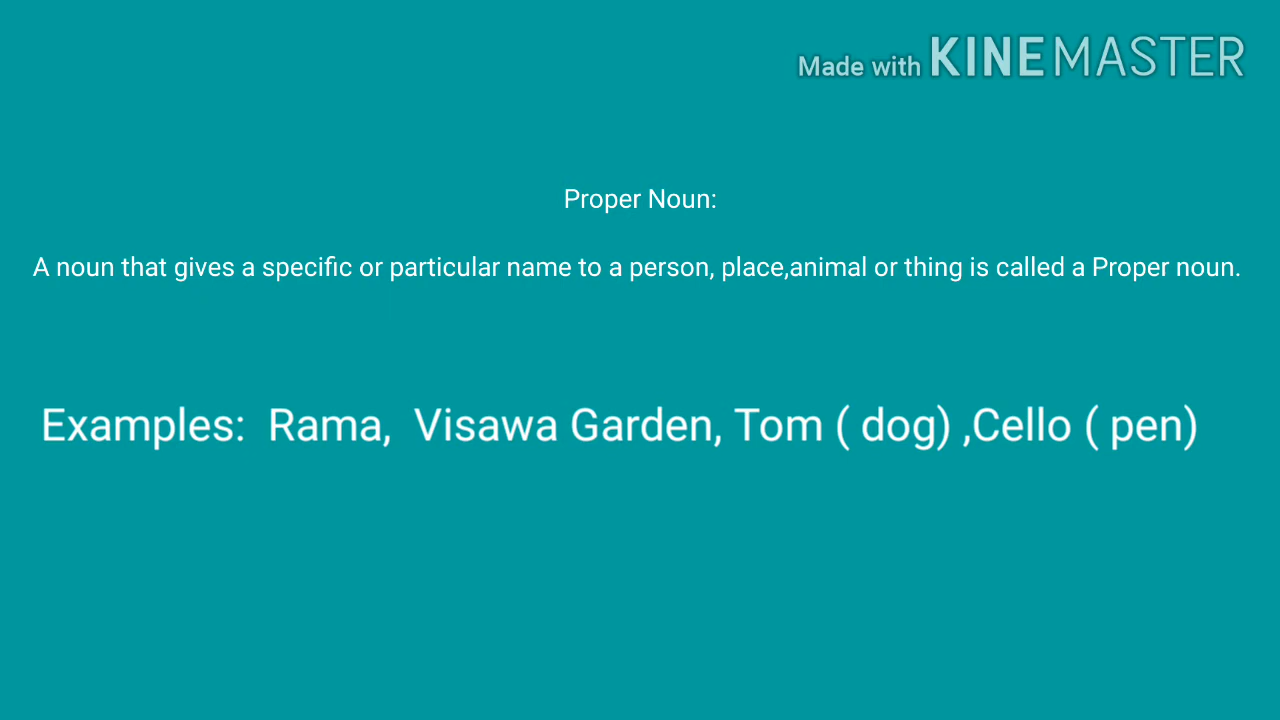 Made with KINEMASTER
Proper Noun:
A noun that gives a specific or particular name to a person, place,animal or thing is called a Proper noun.
Examples:  Rama,  Visawa Garden, Tom ( dog) ,Cello ( pen)